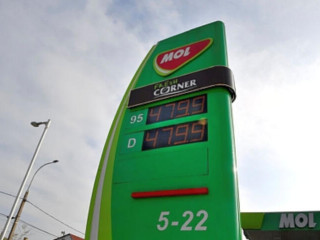 MOL
FRESH
CORNER
95 479.9
D 479.9
5-22
MOL